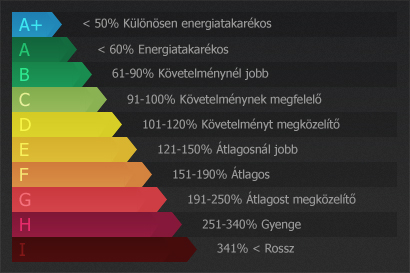 A+ < 50% Különösen energiatakarékos
A < 60% Energiatakarékos
B 61-90% Követelménynél jobb
C 91-100% Követelménynek megfelelő
D 101-120% Követelményt megközelítő
E 121-150% Átlagosnál jobb
F 151-190% Átlagos
G 191-250% Átlagost megközelítő
H 251-340% Gyenge
I 341% < Rossz